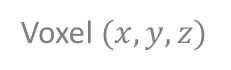 Voxel (x, y, z)